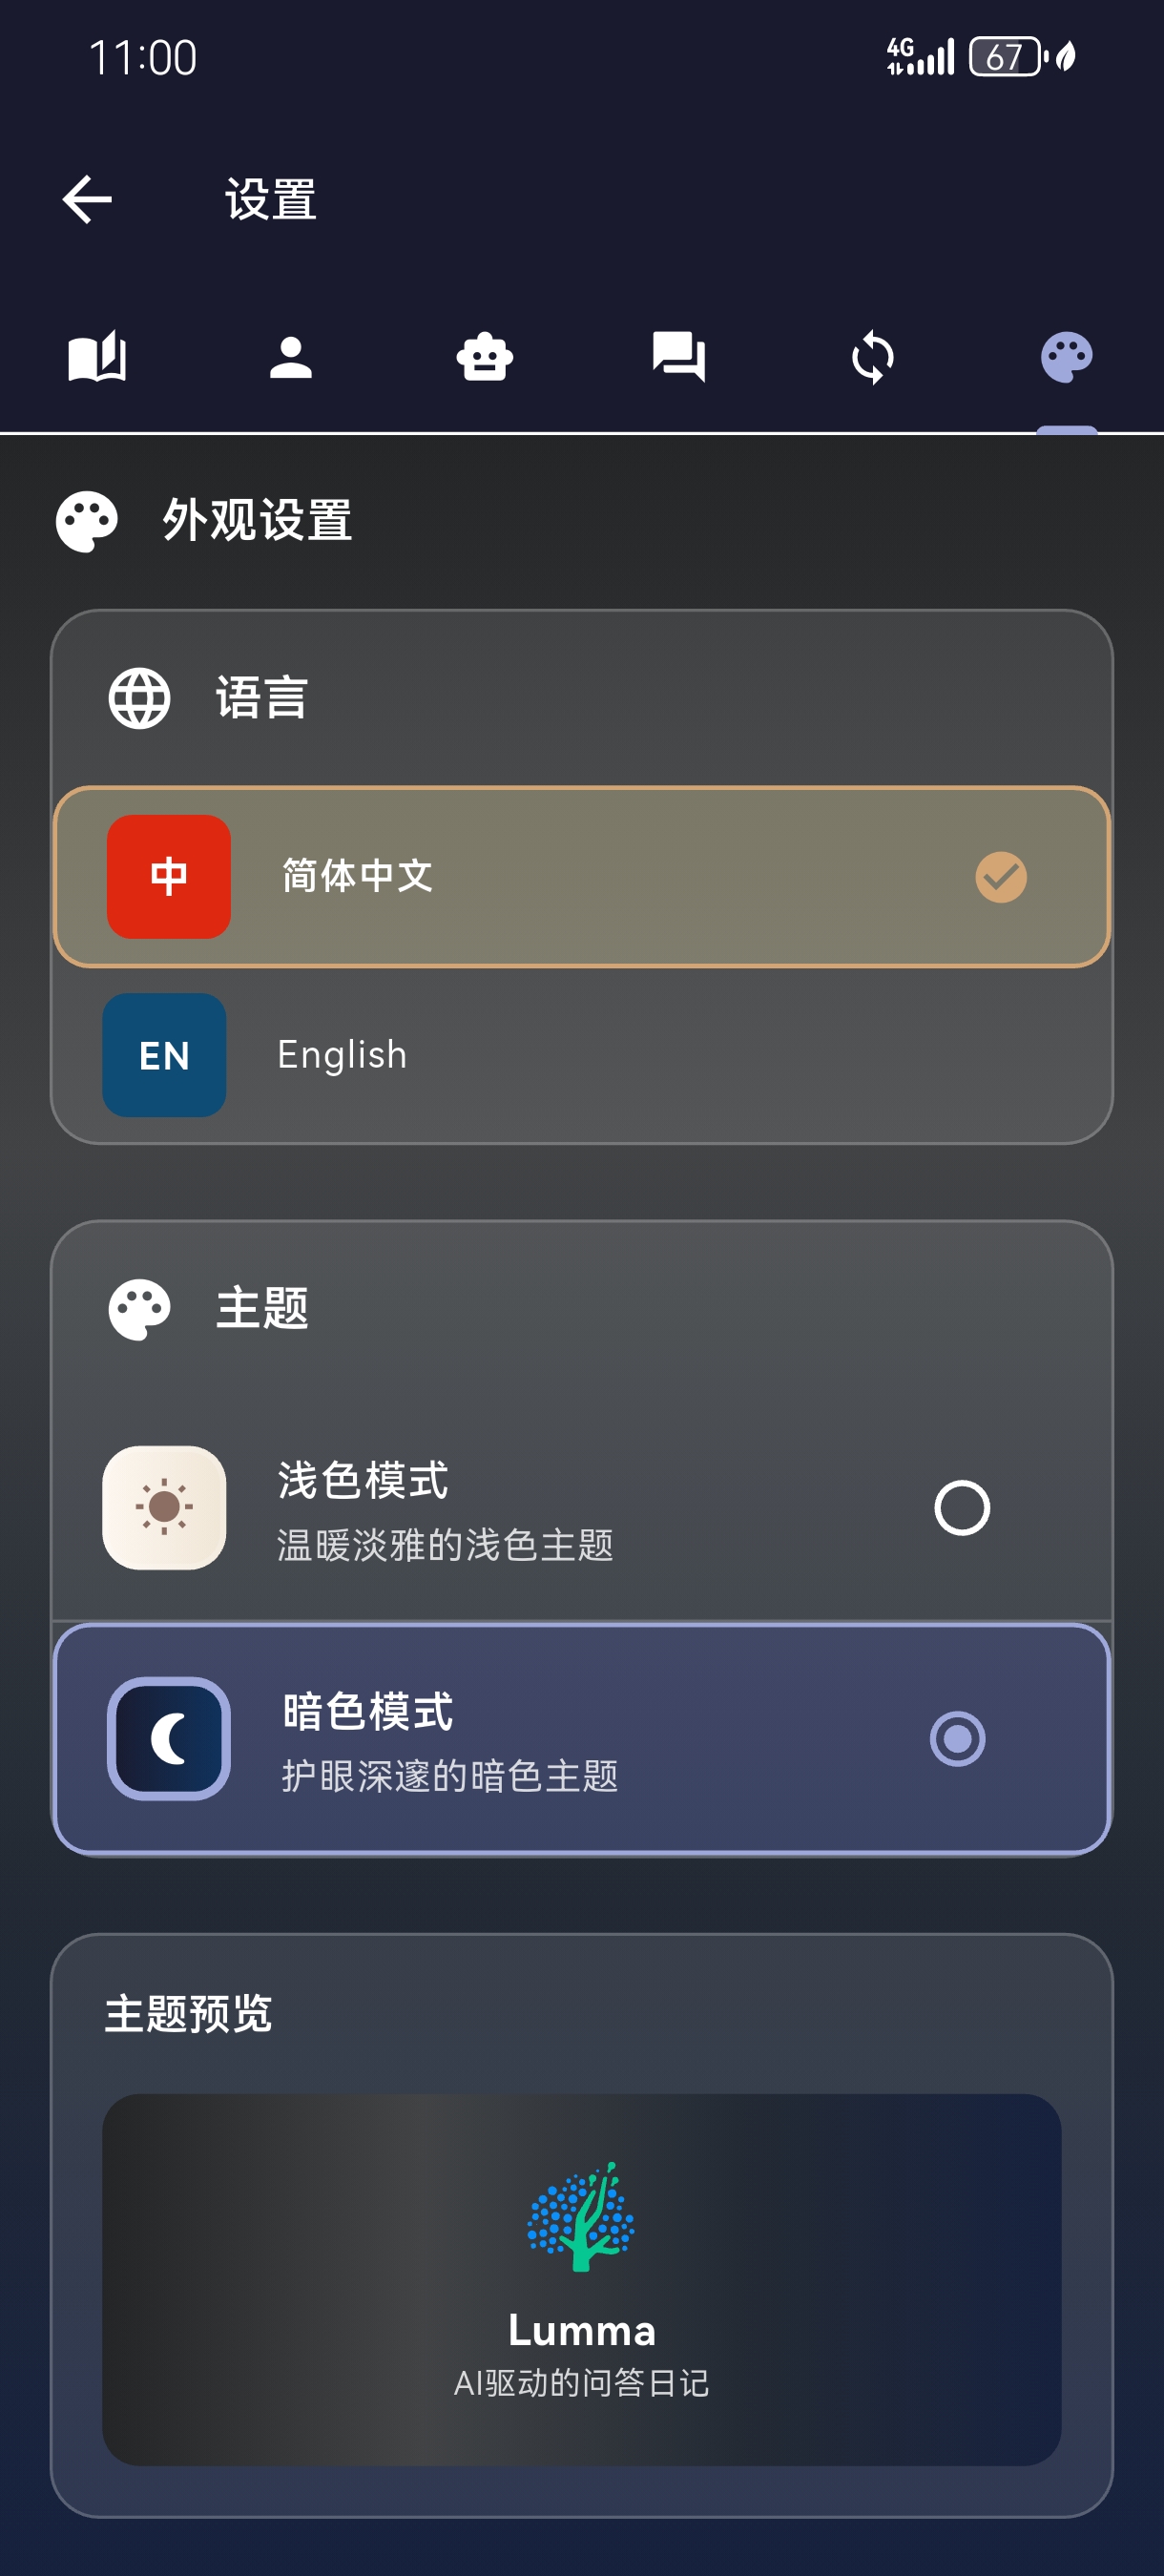 11:00
4G 67
设置
外观设置
语言
中 简体中文
EN English
主题
浅色模式
温暖淡雅的浅色主题
暗色模式
护眼深邃的暗色主题
主题预览
Lumma
AI驱动的问答日记